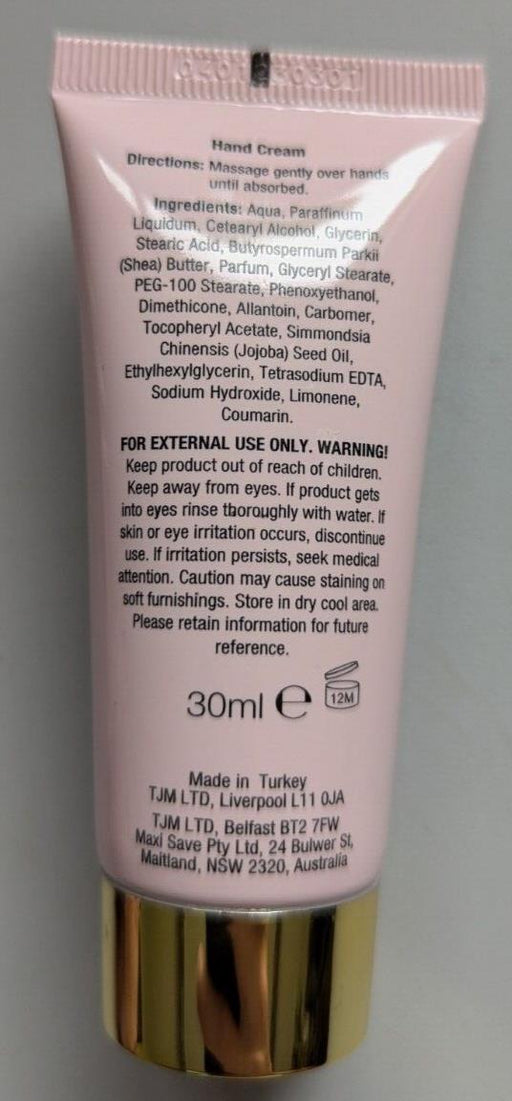 Hand Cream
Directions: Massage gently over hands
until absorbed.
Ingredients: Aqua, Paraffinum
Liquidum, Cetearyl Alcohol, Glycerin,
Stearic Acid, Butyrospermum Parkii
(Shea) Butter, Parfum, Glyceryl Stearate,
PEG-100 Stearate, Phenoxyethanol,
Dimethicone, Allantoin, Carbomer,
Tocopheryl Acetate, Simmondsia
Chinensis (Jojoba) Seed Oil,
Ethylhexylglycerin, Tetrasodium EDTA,
Sodium Hydroxide, Limonene,
Coumarin.
FOR EXTERNAL USE ONLY. WARNING!
Keep product out of reach of children.
Keep away from eyes. If product gets
into eyes rinse thoroughly with water. If
skin or eye irritation occurs, discontinue
use. If irritation persists, seek medical
attention. Caution may cause staining on
soft furnishings. Store in dry cool area.
Please retain information for future
reference.
30ml ℮ 12M
Made in Turkey
TJM LTD, Liverpool L11 0JA
TJM LTD, Belfast BT2 7FW
Maxi Save Pty Ltd, 24 Bulwer St,
Maitland, NSW 2320, Australia